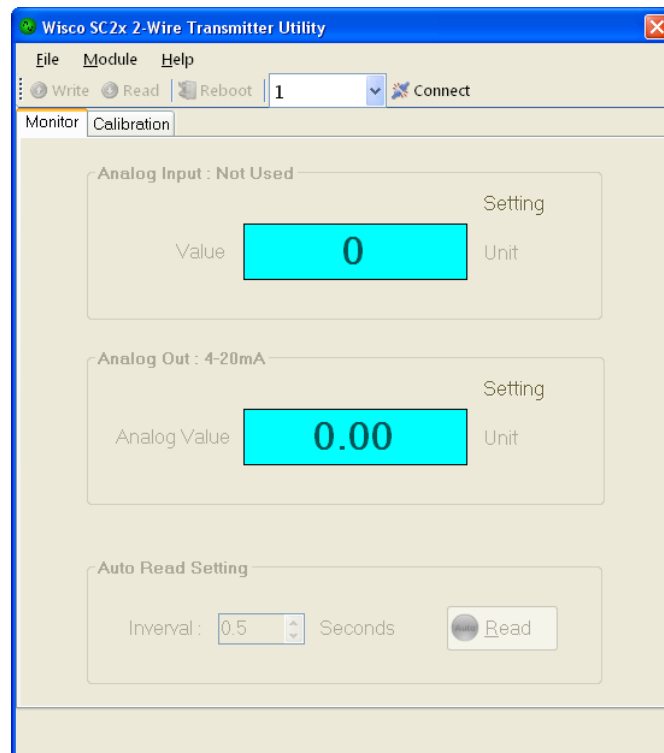 Wisco SC2x 2-Wire Transmitter Utility
File Module Help
Write Read Reboot 1 Connect
Monitor Calibration
Analog Input : Not Used
Setting
Value 0 Unit
Analog Out : 4-20mA
Setting
Analog Value 0.00 Unit
Auto Read Setting
Inverval : 0.5 Seconds Auto Read